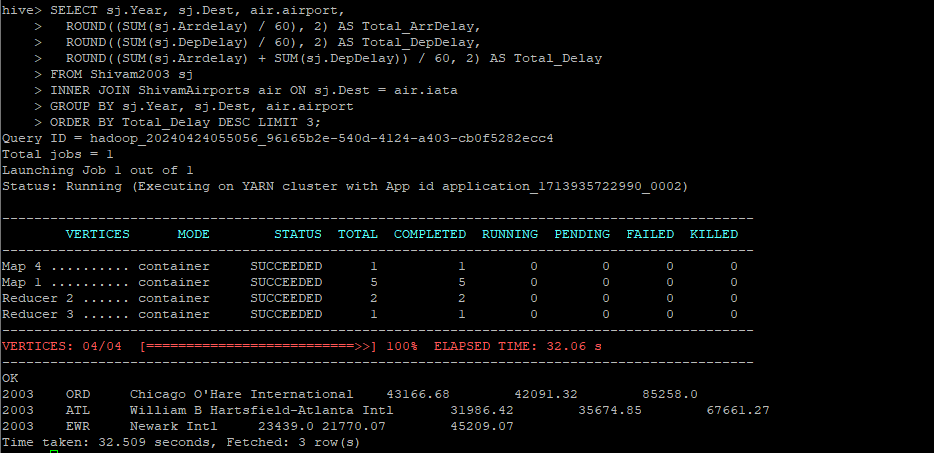 hive> SELECT sj.Year, sj.Dest, air.airport,
    >   ROUND((SUM(sj.Arrdelay) / 60), 2) AS Total_ArrDelay,
    >   ROUND((SUM(sj.DepDelay) / 60), 2) AS Total_DepDelay,
    >   ROUND((SUM(sj.Arrdelay) + SUM(sj.DepDelay)) / 60, 2) AS Total_Delay
    > FROM Shivam2003 sj
    > INNER JOIN ShivamAirports air ON sj.Dest = air.iata
    > GROUP BY sj.Year, sj.Dest, air.airport
    > ORDER BY Total_Delay DESC LIMIT 3;
Query ID = hadoop_20240424055056_96165b2e-540d-4124-a403-cb0f5282ecc4
Total jobs = 1
Launching Job 1 out of 1
Status: Running (Executing on YARN cluster with App id application_1713935722990_0002)
----------------------------------------------------------------------------------------------
        VERTICES      MODE        STATUS  TOTAL  COMPLETED  RUNNING  PENDING  FAILED  KILLED
----------------------------------------------------------------------------------------------
Map 4 .......... container     SUCCEEDED      1          1        0        0       0       0
Map 1 .......... container     SUCCEEDED      5          5        0        0       0       0
Reducer 2 ...... container     SUCCEEDED      2          2        0        0       0       0
Reducer 3 ...... container     SUCCEEDED      1          1        0        0       0       0
----------------------------------------------------------------------------------------------
VERTICES: 04/04  [==========================>>] 100%  ELAPSED TIME: 32.06 s
----------------------------------------------------------------------------------------------
OK
2003    ORD     Chicago O'Hare International    43166.68        42091.32        85258.0
2003    ATL     William B Hartsfield-Atlanta Intl       31986.42        35674.85        67661.27
2003    EWR     Newark Intl     23439.0 21770.07        45209.07
Time taken: 32.509 seconds, Fetched: 3 row(s)